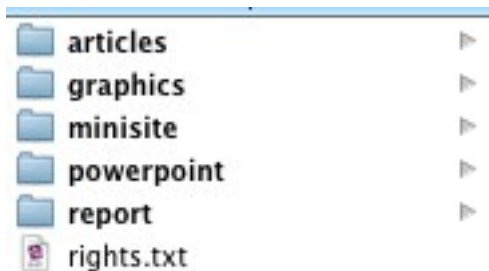 articles
graphics
minisite
powerpoint
report
rights.txt